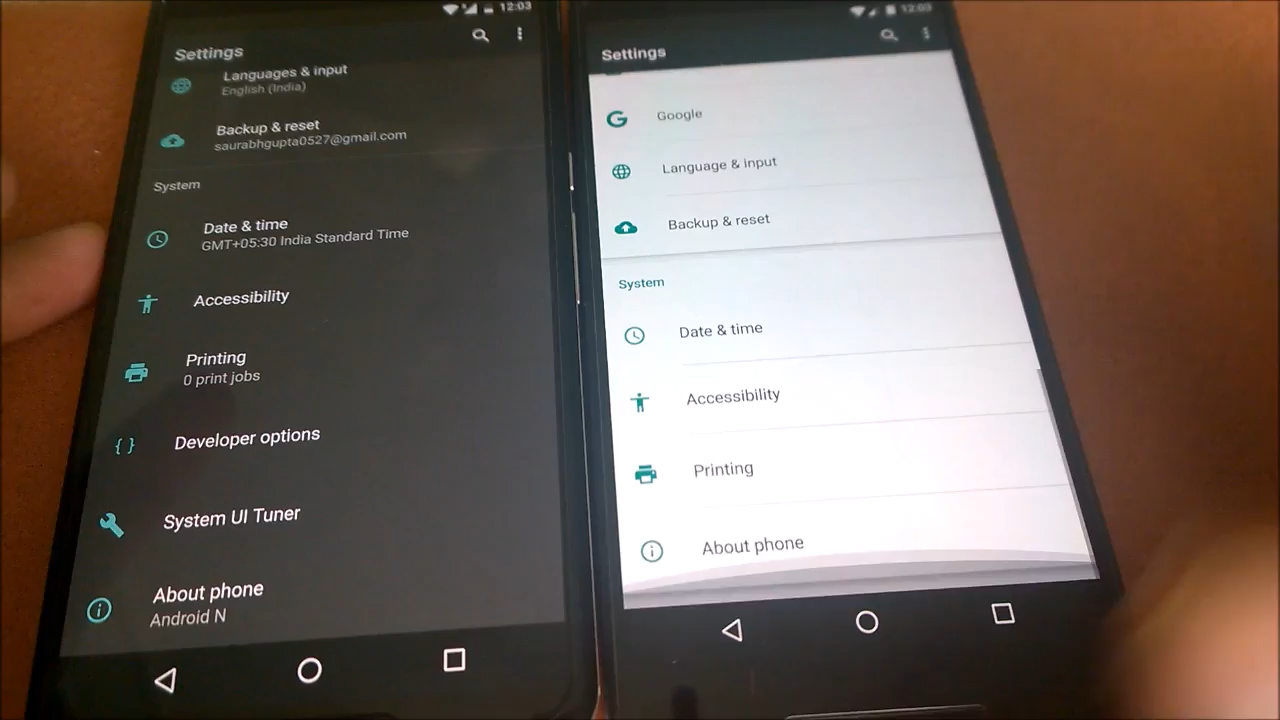 12:03
Settings
Languages & input
English (India)
Backup & reset
saurabhgupta0527@gmail.com
System
Date & time
GMT+05:30 India Standard Time
Accessibility
Printing
0 print jobs
{ }
Developer options
System UI Tuner
About phone
Android N
12:03
Settings
G
Google
Language & input
Backup & reset
System
Date & time
Accessibility
Printing
About phone